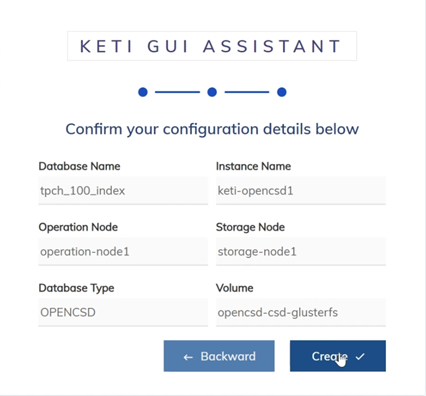 KETI GUI ASSISTANT
Confirm your configuration details below
Database Name Instance Name
tpch_100_index keti-opencsd1
Operation Node Storage Node
operation-node1 storage-node1
Database Type Volume
OPENCSD opencsd-csd-glusterfs
← Backward Create ✓